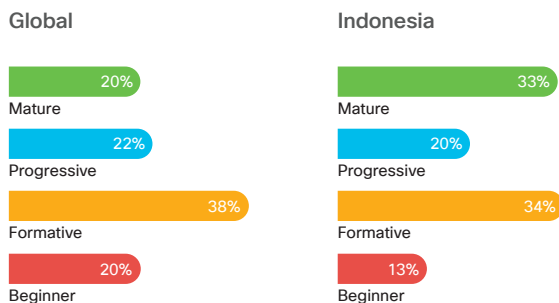 Global
20%
Mature
22%
Progressive
38%
Formative
20%
Beginner
Indonesia
33%
Mature
20%
Progressive
34%
Formative
13%
Beginner